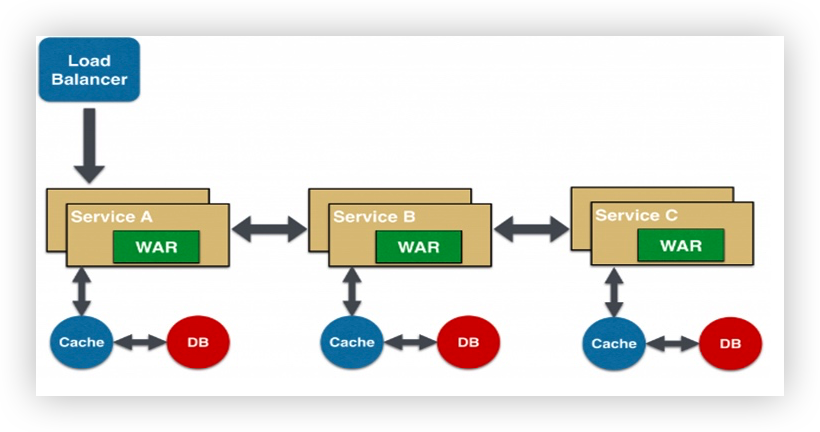 Load
Balancer
Service A
WAR
Service B
WAR
Service C
WAR
Cache
DB
Cache
DB
Cache
DB